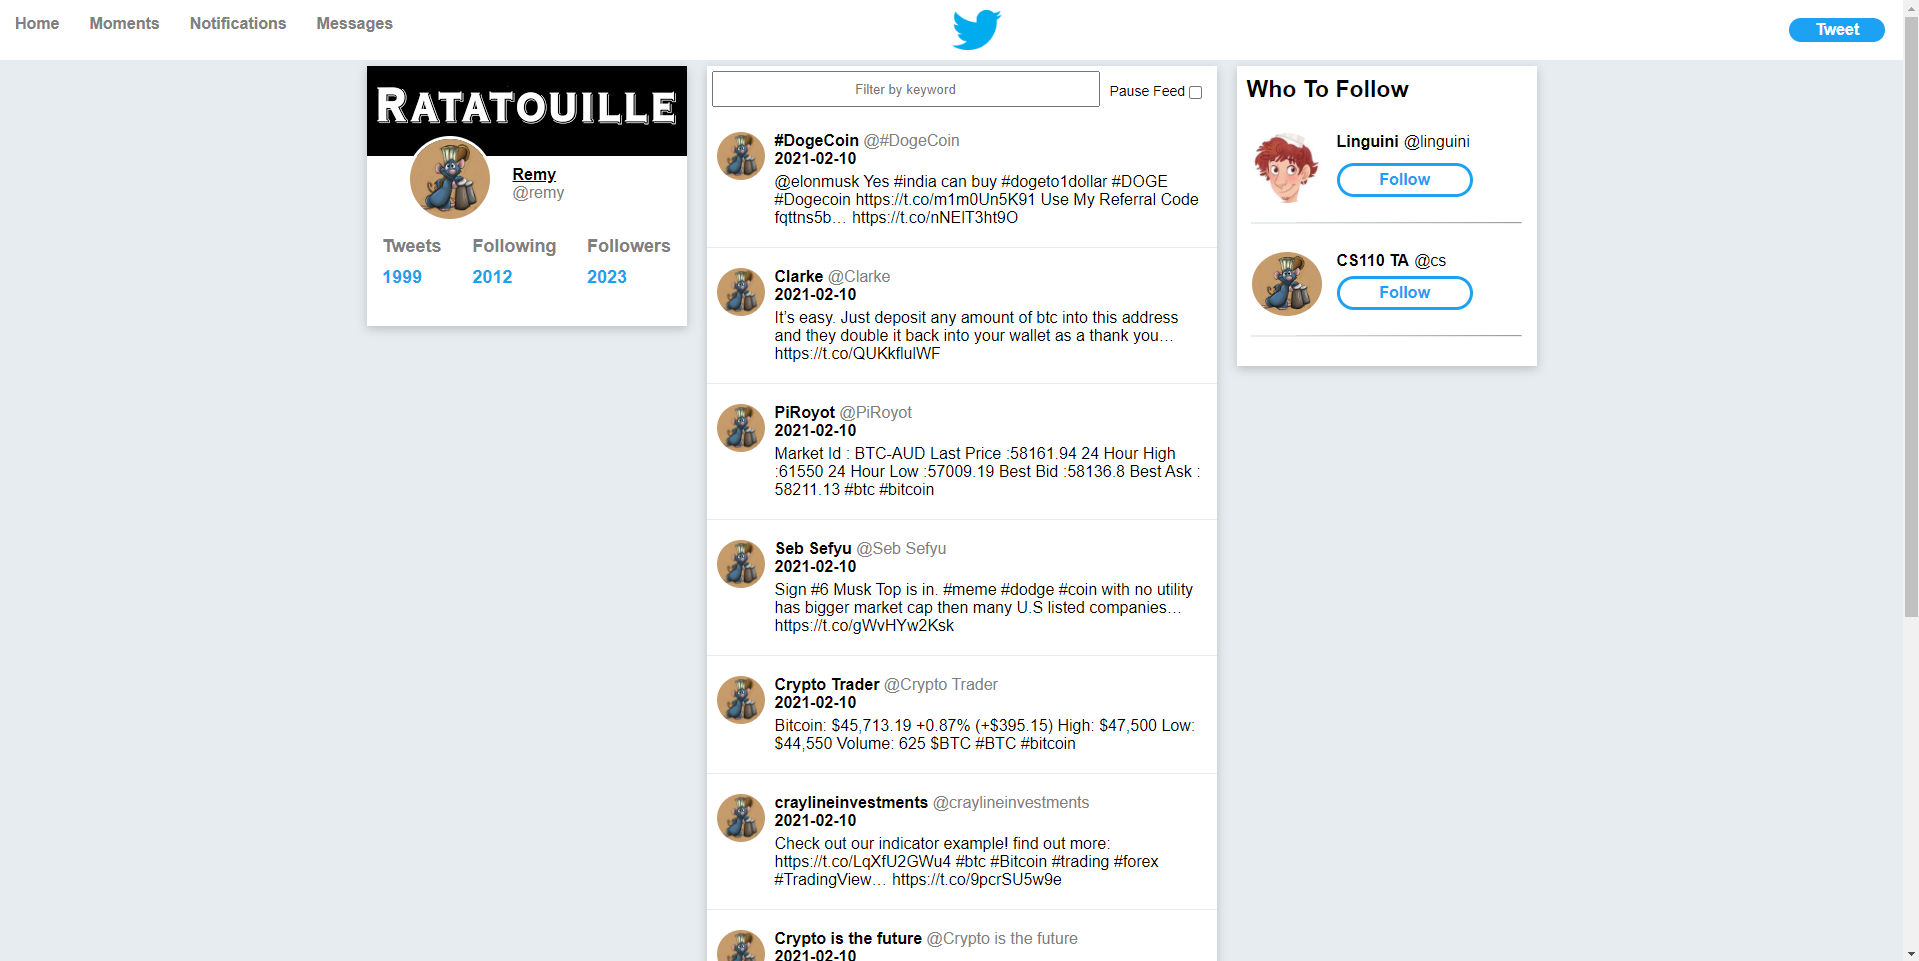 Home Moments Notifications Messages Tweet
RATATOUILLE
Remy
@remy
Tweets Following Followers
1999 2012 2023
Filter by keyword Pause Feed
#DogeCoin @#DogeCoin
2021-02-10
@elonmusk Yes #india can buy #dogeto1dollar #DOGE
#Dogecoin https://t.co/m1m0Un5K91 Use My Referral Code
fqttns5b… https://t.co/nNElT3ht9O
Clarke @Clarke
2021-02-10
It’s easy. Just deposit any amount of btc into this address
and they double it back into your wallet as a thank you…
https://t.co/QUKkflulWF
PiRoyot @PiRoyot
2021-02-10
Market Id : BTC-AUD Last Price :58161.94 24 Hour High
:61550 24 Hour Low :57009.19 Best Bid :58136.8 Best Ask :
58211.13 #btc #bitcoin
Seb Sefyu @Seb Sefyu
2021-02-10
Sign #6 Musk Top is in. #meme #dodge #coin with no utility
has bigger market cap then many U.S listed companies…
https://t.co/gWvHYw2Ksk
Crypto Trader @Crypto Trader
2021-02-10
Bitcoin: $45,713.19 +0.87% (+$395.15) High: $47,500 Low:
$44,550 Volume: 625 $BTC #BTC #bitcoin
craylineinvestments @craylineinvestments
2021-02-10
Check out our indicator example! find out more:
https://t.co/LqXfU2GWu4 #btc #Bitcoin #trading #forex
#TradingView… https://t.co/9pcrSU5w9e
Crypto is the future @Crypto is the future
2021-02-10
Who To Follow
Linguini @linguini
Follow
CS110 TA @cs
Follow